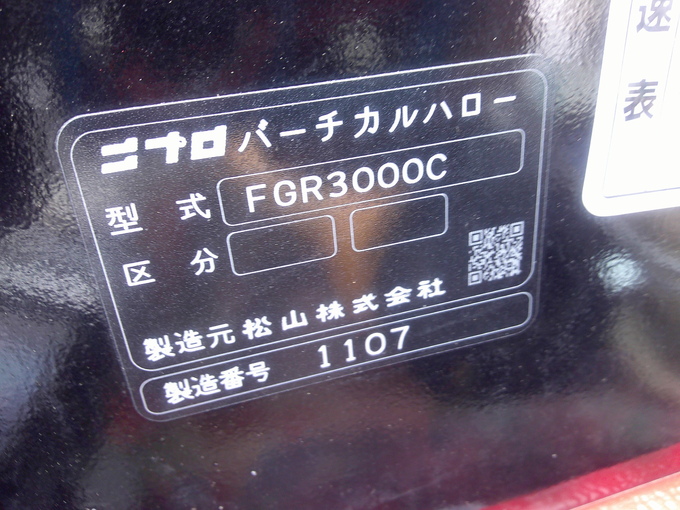 ニプロ バーチカルハロー
型式 FGR3000C
区分
製造元 松山株式会社
製造番号 1107
速
表